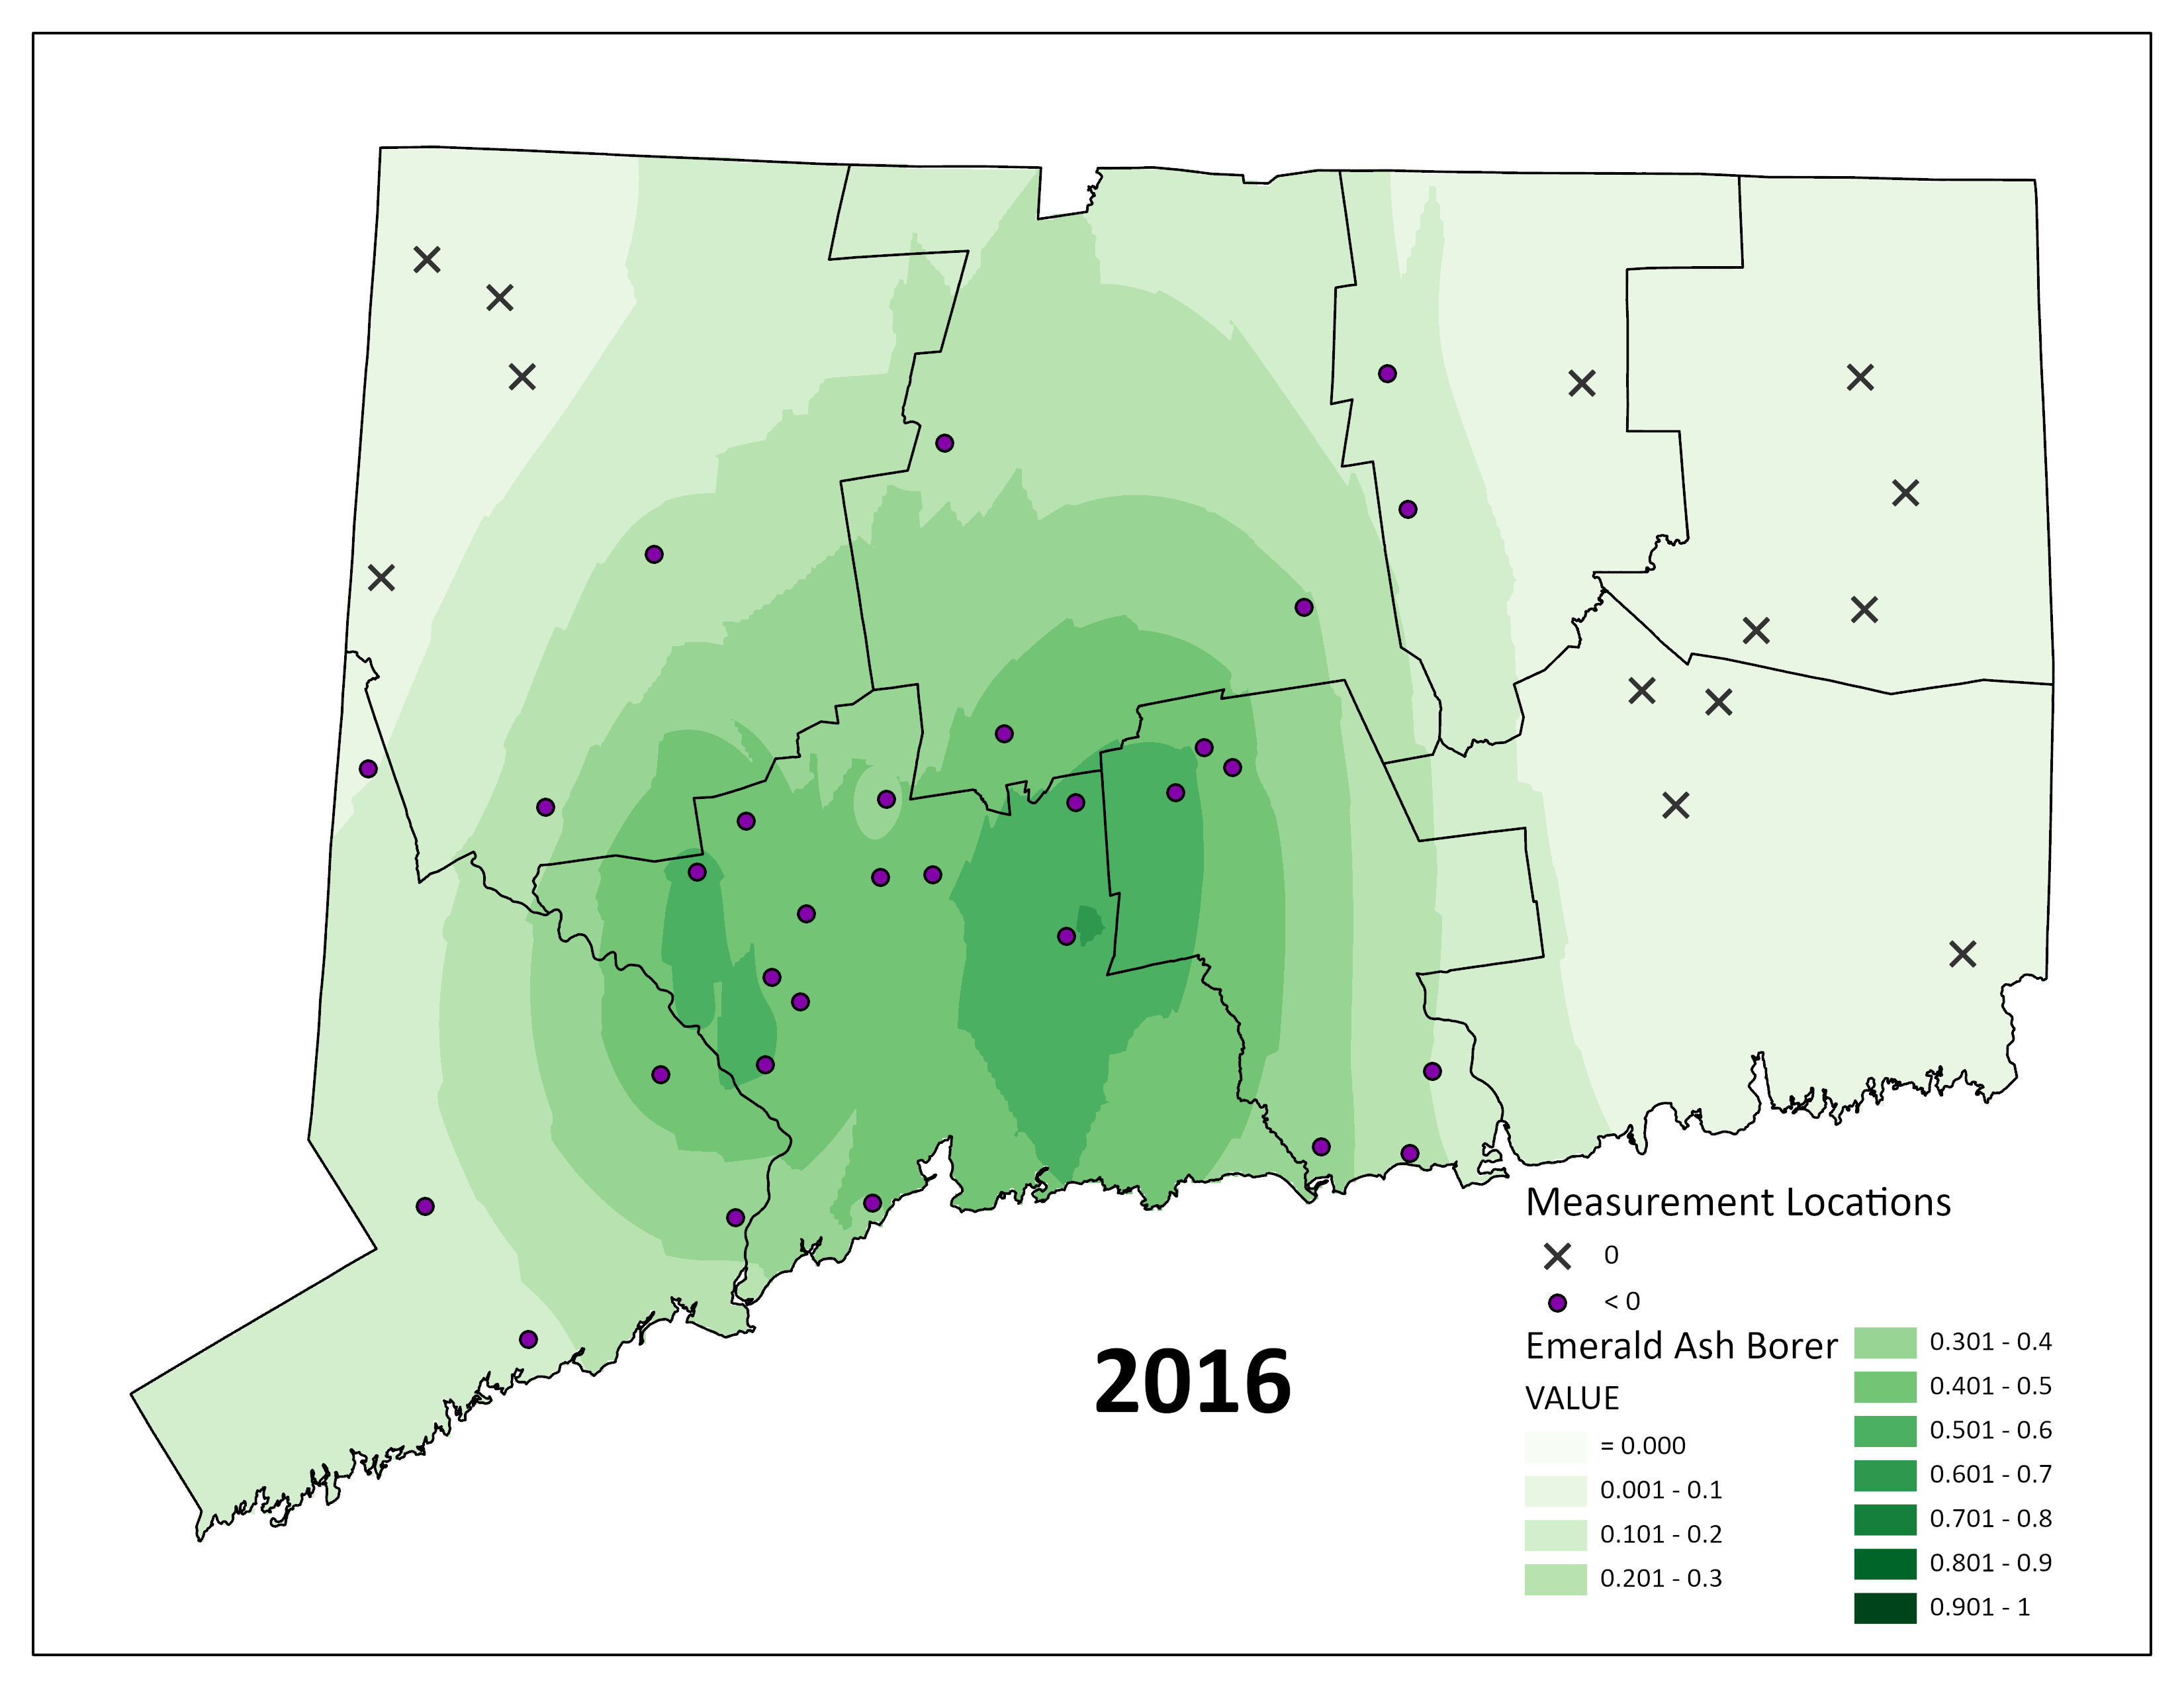 2016
Measurement Locations
0
< 0
Emerald Ash Borer
VALUE
= 0.000
0.001 - 0.1
0.101 - 0.2
0.201 - 0.3
0.301 - 0.4
0.401 - 0.5
0.501 - 0.6
0.601 - 0.7
0.701 - 0.8
0.801 - 0.9
0.901 - 1